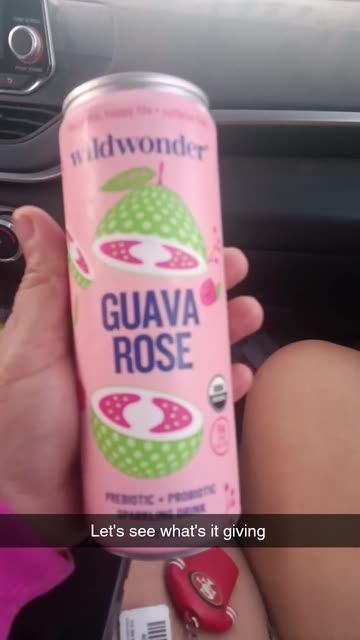 wildwonder
GUAVA
ROSE
PREBIOTIC + PROBIOTIC
SPARKLING DRINK
Let's see what's it giving